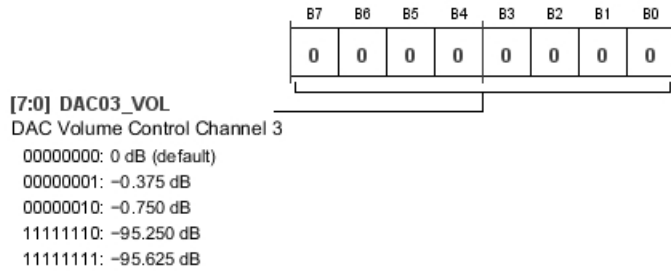 B7 B6 B5 B4 B3 B2 B1 B0
0 0 0 0 0 0 0 0
[7:0] DAC03_VOL
DAC Volume Control Channel 3
00000000: 0 dB (default)
00000001: −0.375 dB
00000010: −0.750 dB
11111110: −95.250 dB
11111111: −95.625 dB